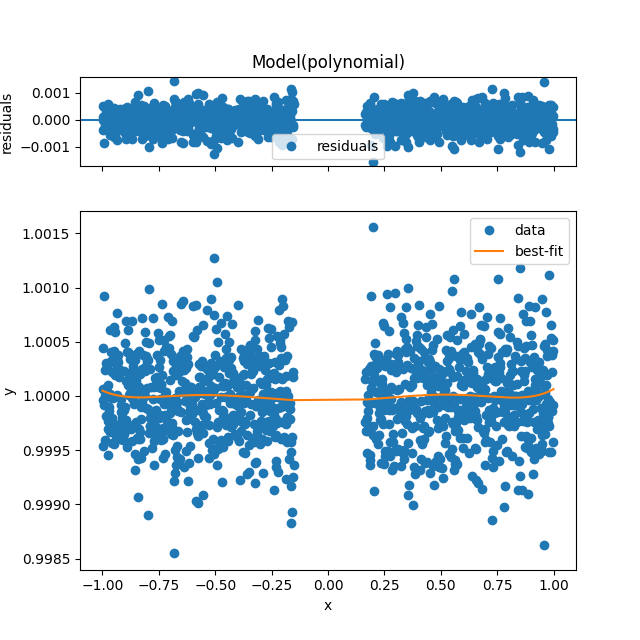 Model(polynomial)
residuals
0.001
0.000
−0.001
residuals
y
1.0015
1.0010
1.0005
1.0000
0.9995
0.9990
0.9985
data
best-fit
−1.00 −0.75 −0.50 −0.25 0.00 0.25 0.50 0.75 1.00
x